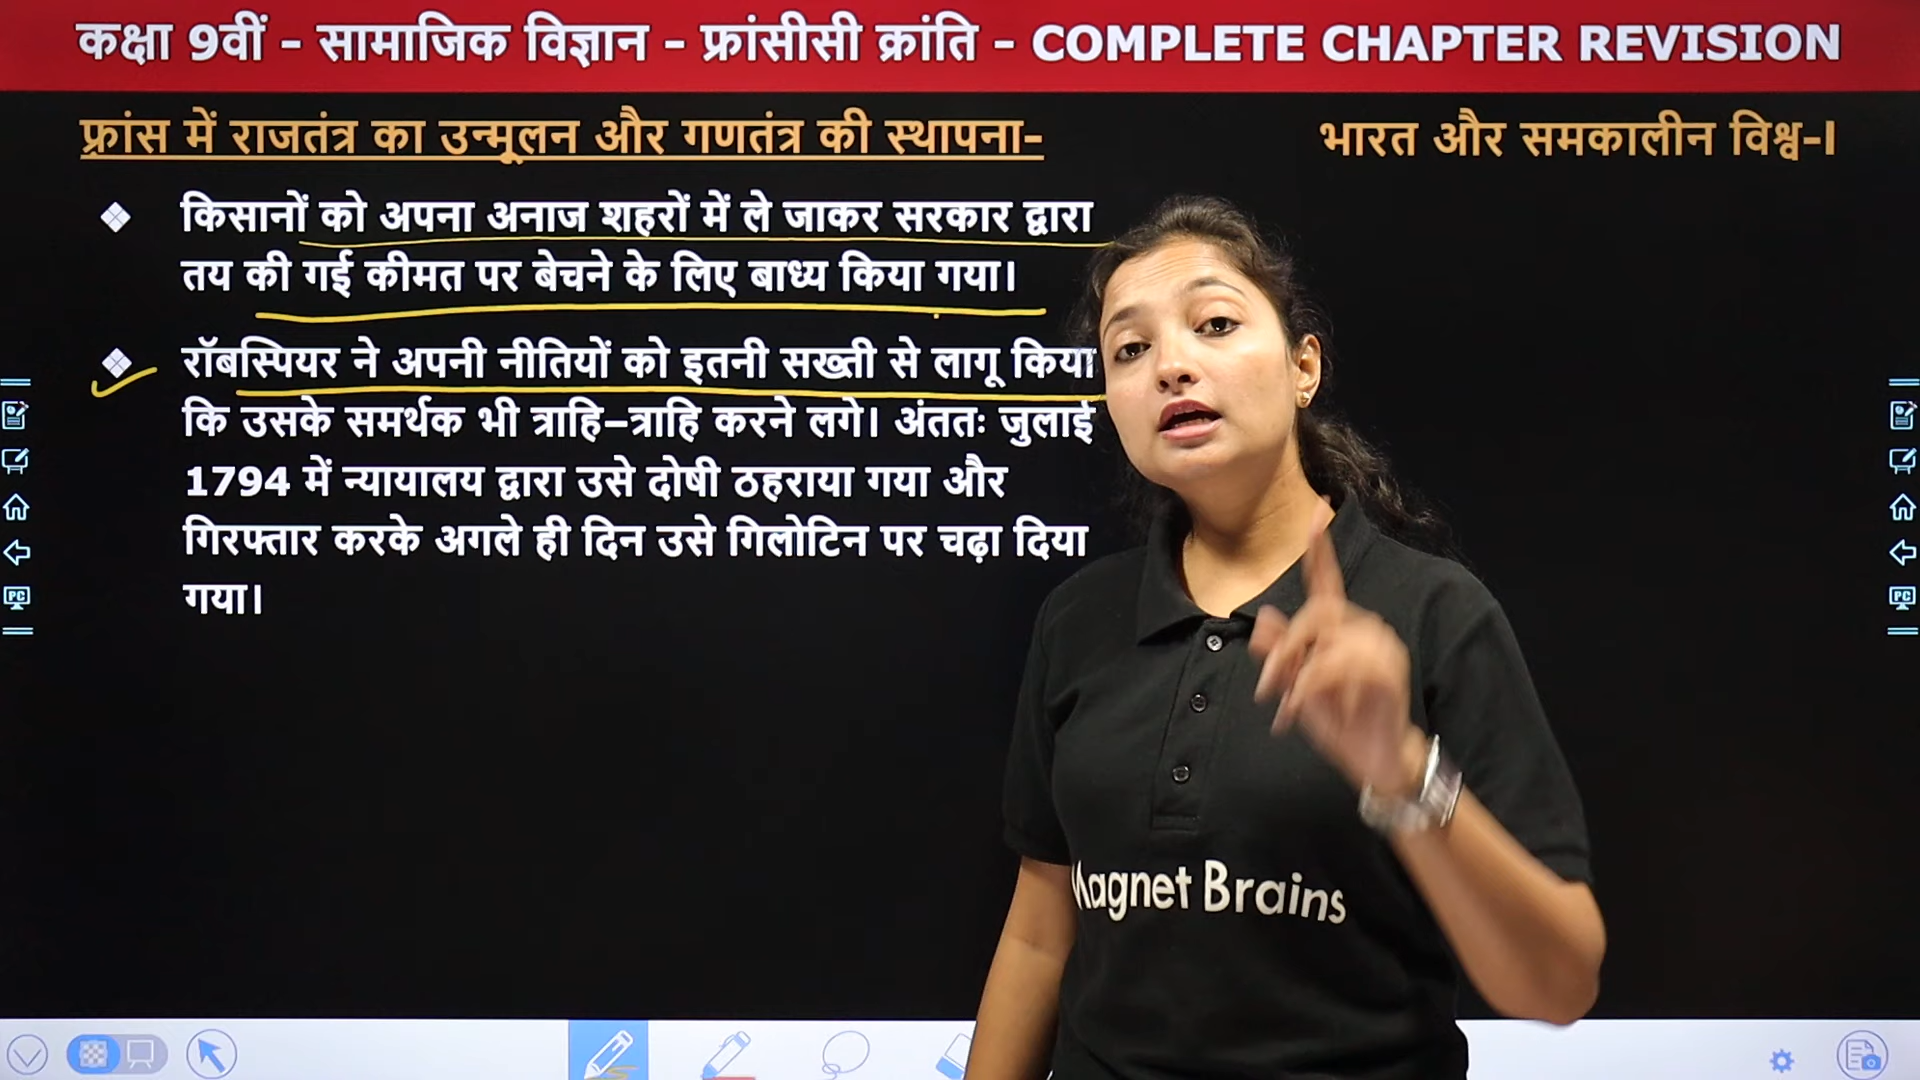 कक्षा 9वीं - सामाजिक विज्ञान - फ्रांसीसी क्रांति - COMPLETE CHAPTER REVISION
फ्रांस में राजतंत्र का उन्मूलन और गणतंत्र की स्थापना-
भारत और समकालीन विश्व-I
किसानों को अपना अनाज शहरों में ले जाकर सरकार द्वारा
तय की गई कीमत पर बेचने के लिए बाध्य किया गया।
रॉबस्पियर ने अपनी नीतियों को इतनी सख्ती से लागू किया
कि उसके समर्थक भी त्राहि–त्राहि करने लगे। अंततः जुलाई
1794 में न्यायालय द्वारा उसे दोषी ठहराया गया और
गिरफ्तार करके अगले ही दिन उसे गिलोटिन पर चढ़ा दिया
गया।
PC
PC
Magnet Brains